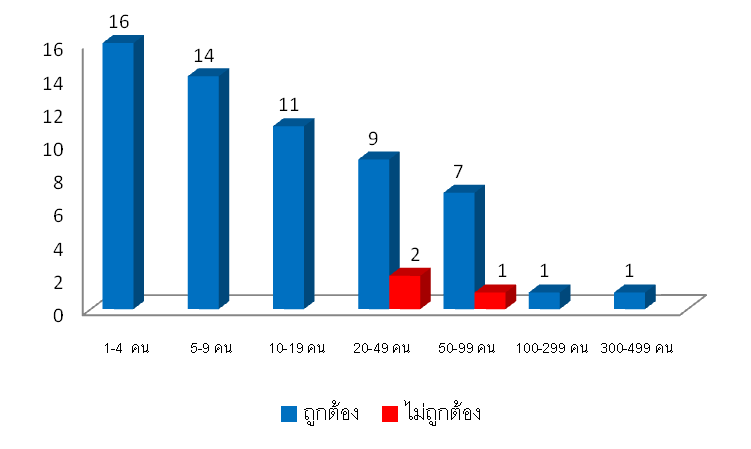 16
14
11
9
7
2
1
1
1
16
14
12
10
8
6
4
2
0
1-4 คน
5-9 คน
10-19 คน
20-49 คน
50-99 คน
100-299 คน
300-499 คน
ถูกต้อง
ไม่ถูกต้อง